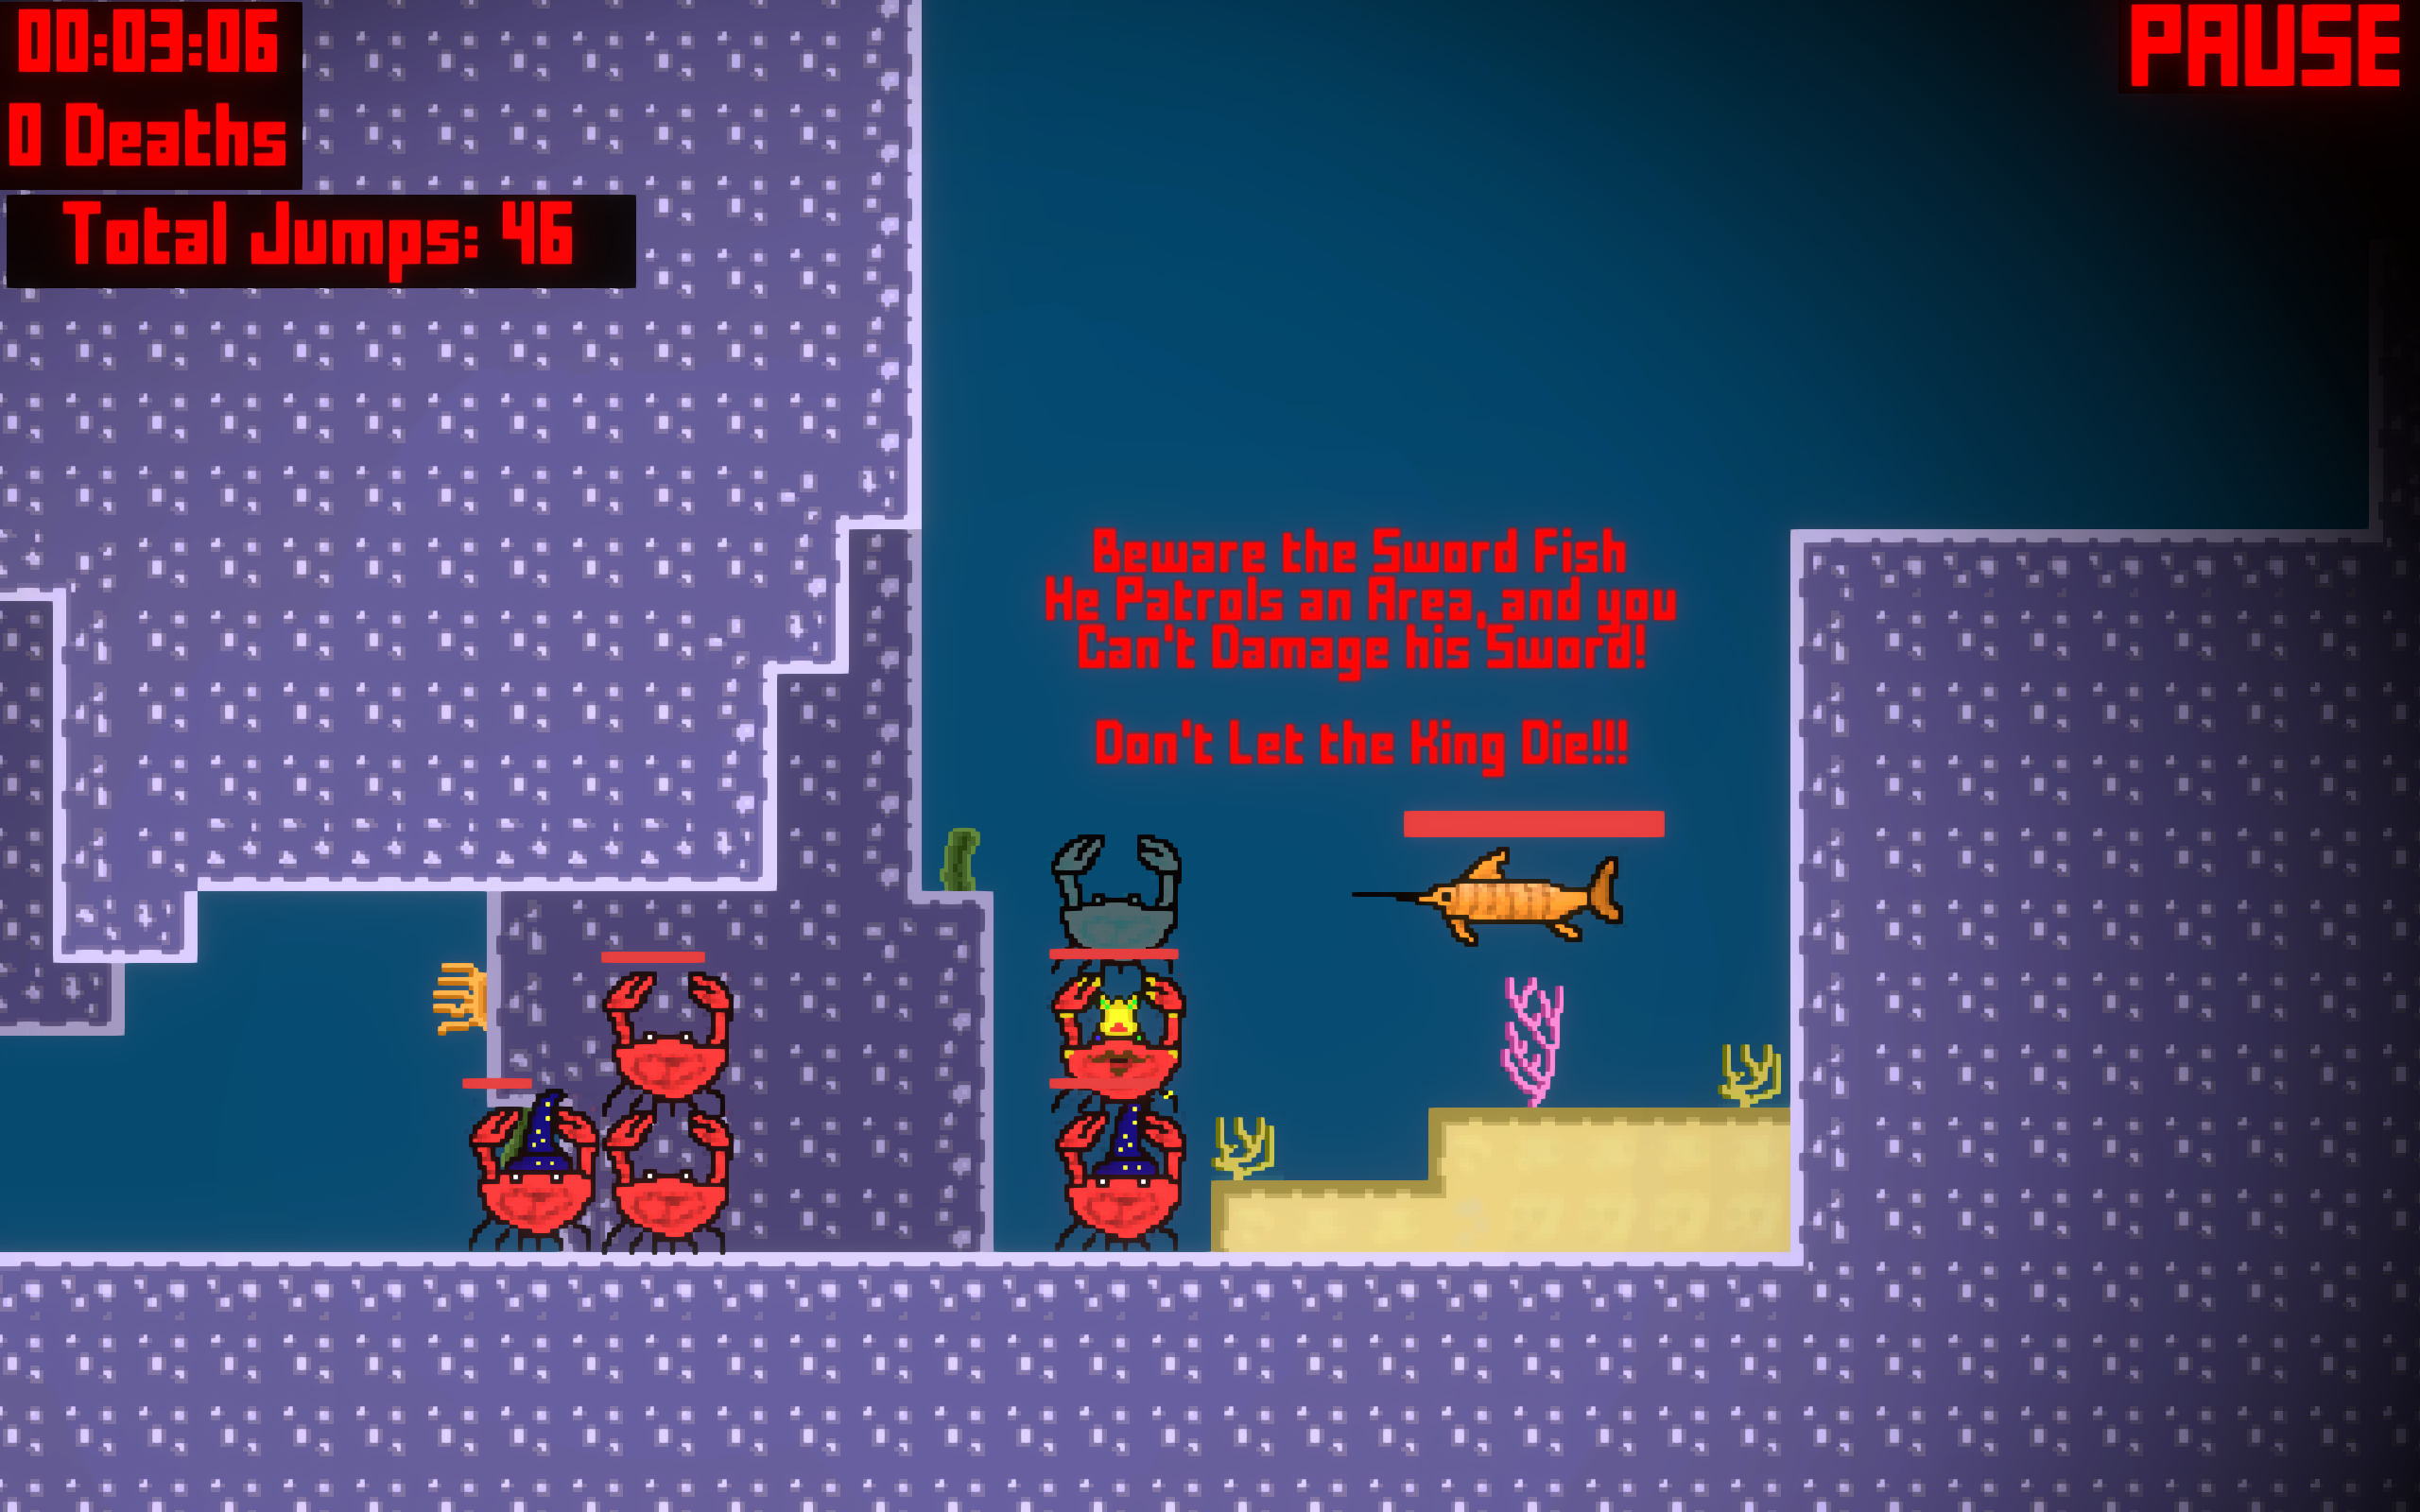 00:03:06
0 Deaths
Total Jumps: 46
PAUSE
Beware the Sword Fish
He Patrols an Area, and you
Can't Damage his Sword!
Don't Let the King Die!!!